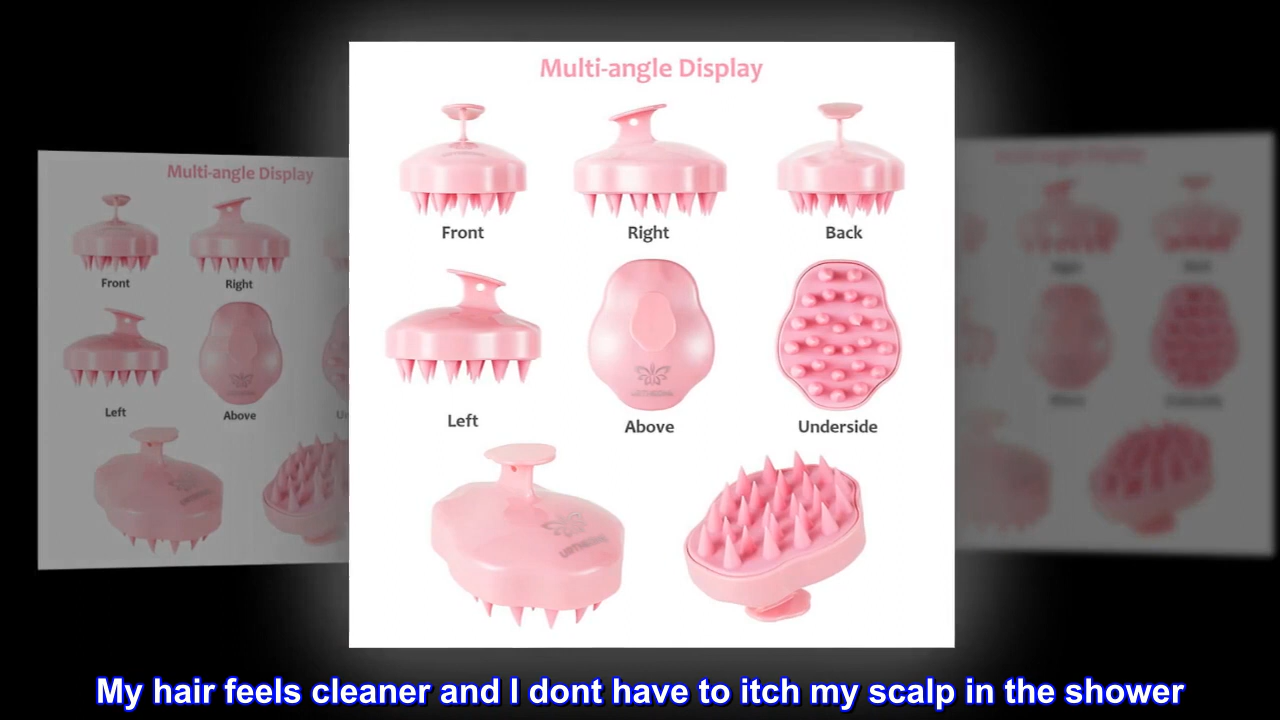 Multi-angle Display
Front
Right
Back
Left
Above
Underside
Multi-angle Display
Front
Right
Left
Above
My hair feels cleaner and I dont have to itch my scalp in the shower